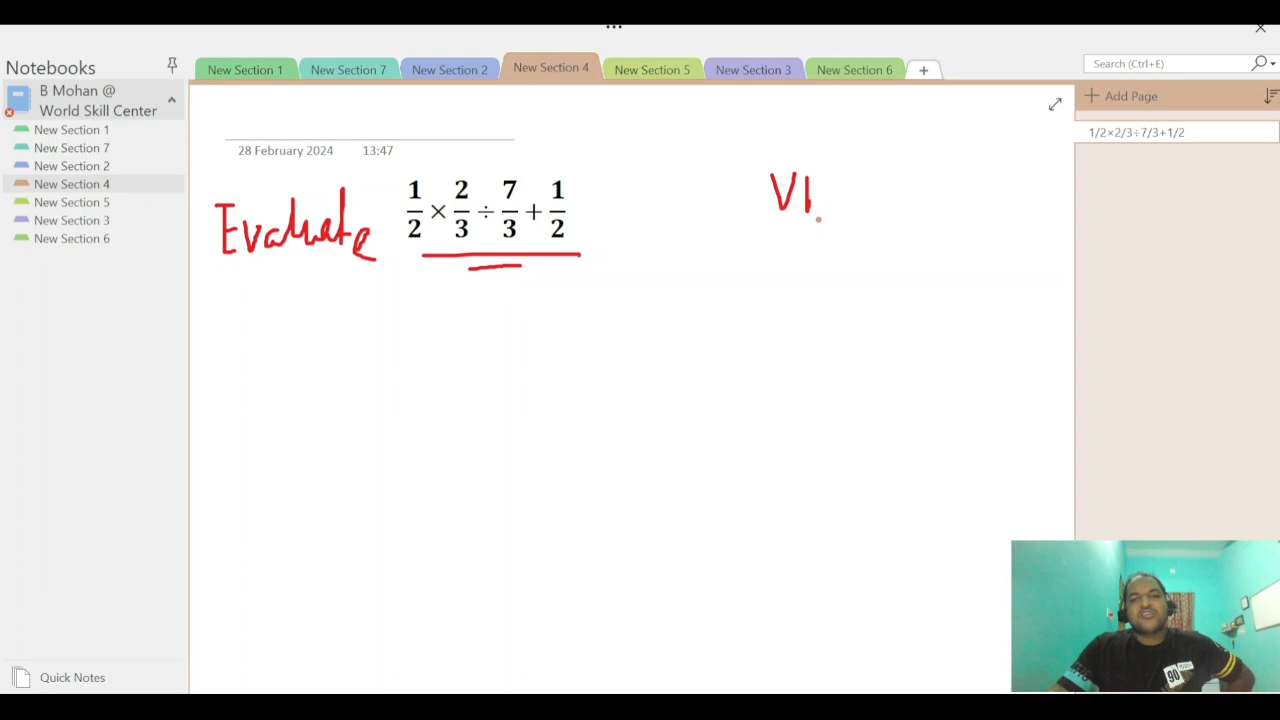 ...
Notebooks
B Mohan @
World Skill Center
New Section 1
New Section 7
New Section 2
New Section 4
New Section 5
New Section 3
New Section 6
Quick Notes
New Section 1 New Section 7 New Section 2 New Section 4 New Section 5 New Section 3 New Section 6 +
Search (Ctrl+E)
28 February 2024 13:47
Evaluate 1/2 × 2/3 ÷ 7/3 + 1/2
VI
Add Page
1/2×2/3÷7/3+1/2
90